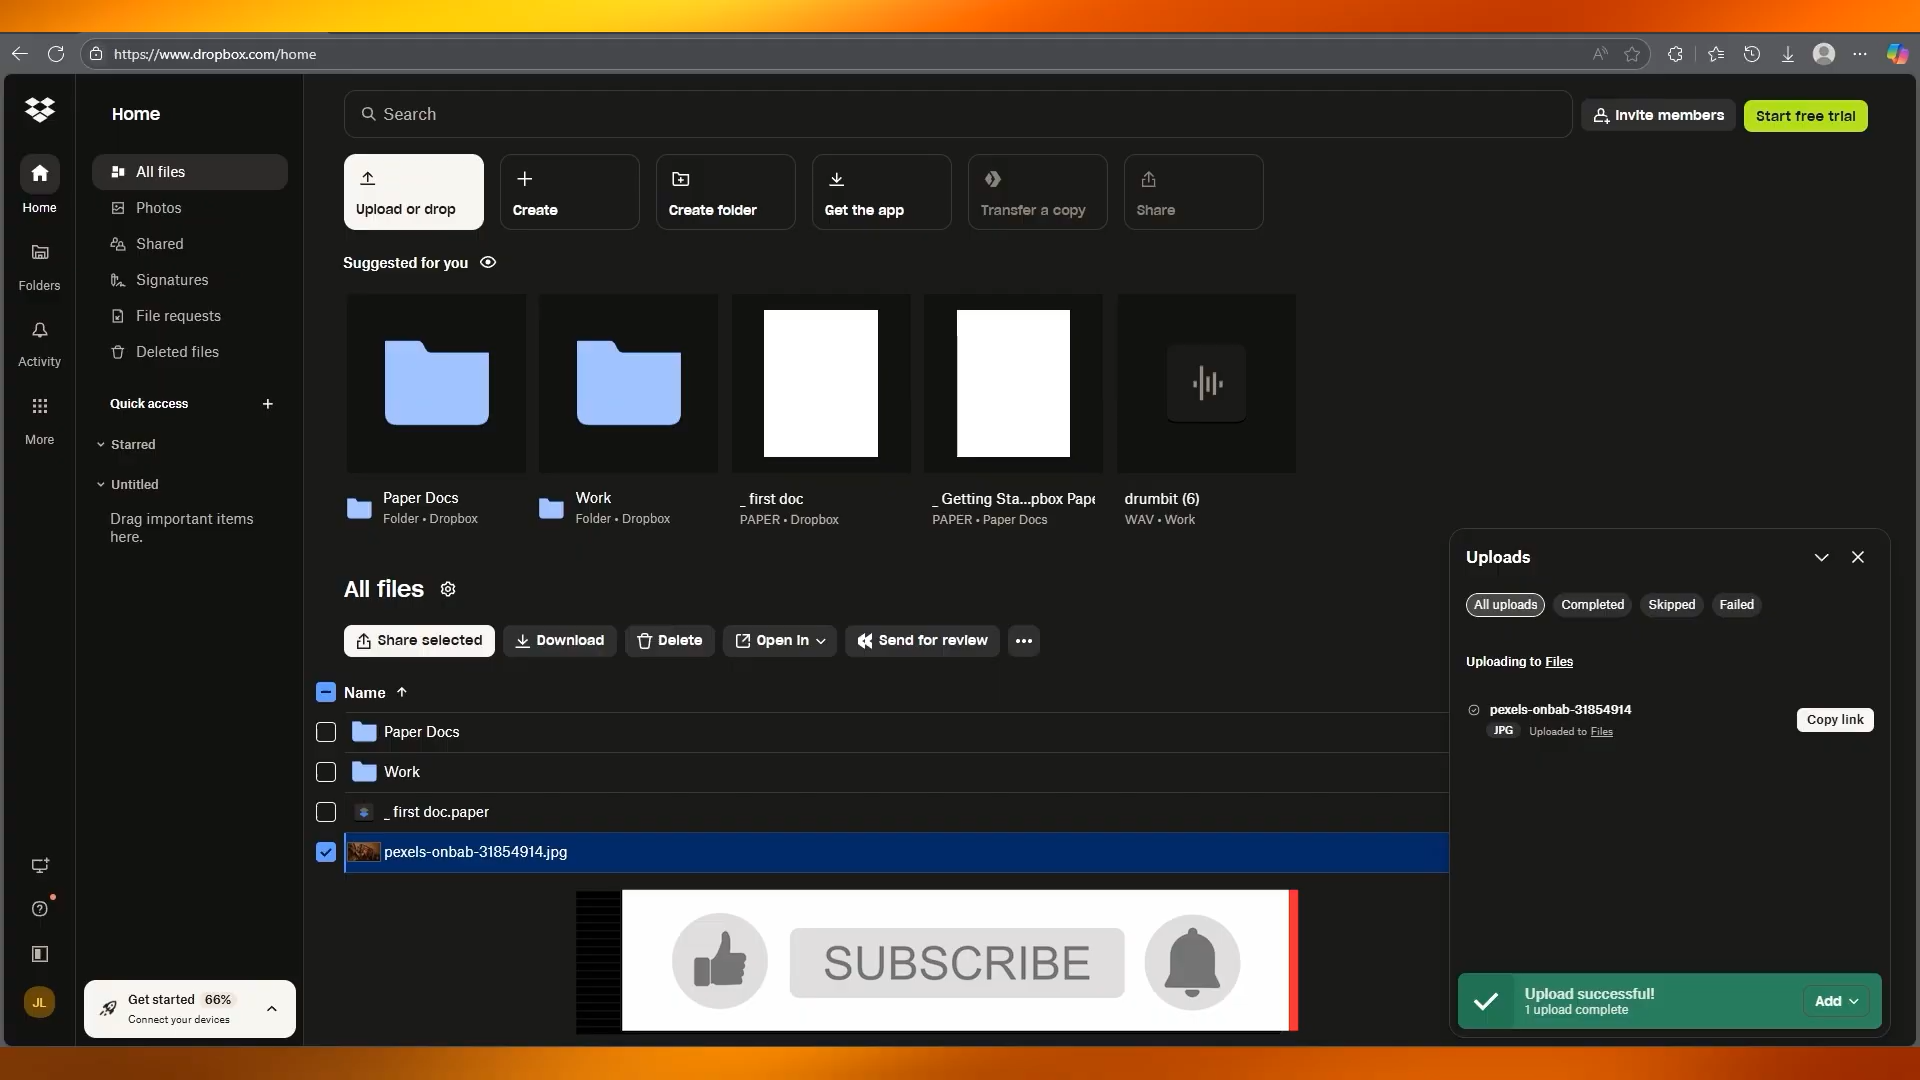 https://www.dropbox.com/home
Home
Search
Invite members
Start free trial
Home
Folders
Activity
More
All files
Photos
Shared
Signatures
File requests
Deleted files
Quick access
Starred
Untitled
Drag important items
here.
Upload or drop
Create
Create folder
Get the app
Transfer a copy
Share
Suggested for you
Paper Docs
Folder • Dropbox
Work
Folder • Dropbox
_ first doc
PAPER • Dropbox
_ Getting Sta...pbox Pape
PAPER • Paper Docs
drumbit (6)
WAV • Work
All files
Share selected
Download
Delete
Open in
Send for review
Name
Paper Docs
Work
_ first doc.paper
pexels-onbab-31854914.jpg
Uploads
All uploads
Completed
Skipped
Failed
Uploading to Files
pexels-onbab-31854914
JPG
Uploaded to Files
Copy link
Upload successful!
1 upload complete
Add
SUBSCRIBE
JL
Get started 66%
Connect your devices